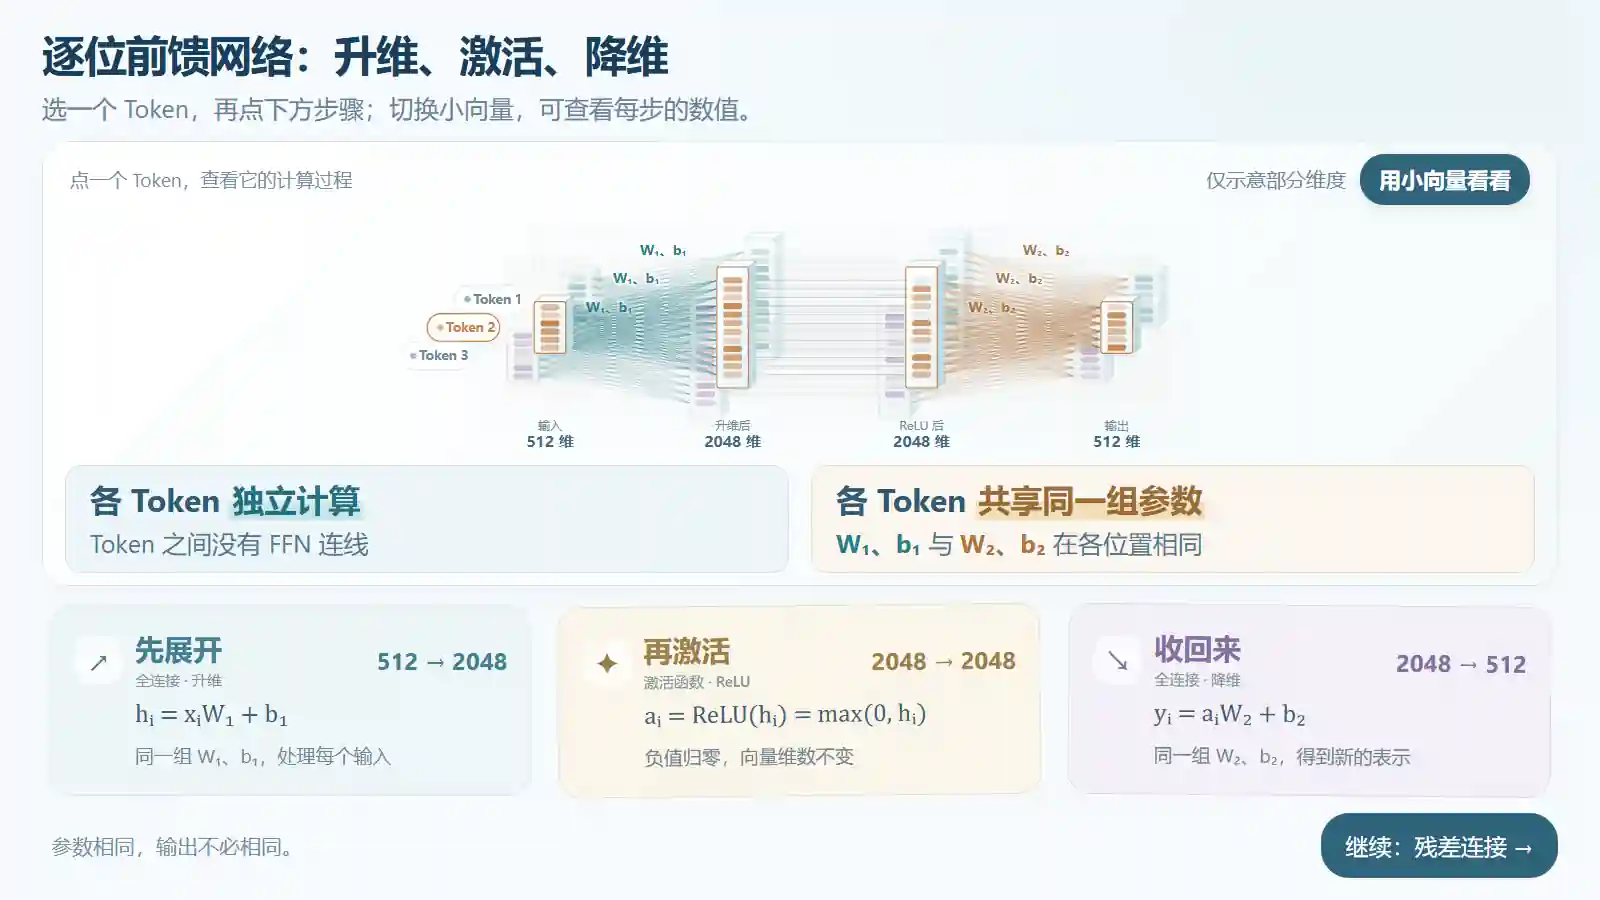 逐位前馈网络：升维、激活、降维
选一个 Token，再点下方步骤；切换小向量，可查看每步的数值。
点一个 Token，查看它的计算过程
仅示意部分维度
用小向量看看
W₁、b₁
W₁、b₁
W₁、b₁
W₂、b₂
W₂、b₂
W₂、b₂
Token 1
Token 2
Token 3
输入
512 维
升维后
2048 维
ReLU 后
2048 维
输出
512 维
各 Token 独立计算
Token 之间没有 FFN 连线
各 Token 共享同一组参数
W₁、b₁ 与 W₂、b₂ 在各位置相同
↗ 先展开 512 → 2048
全连接 · 升维
hᵢ = xᵢW₁ + b₁
同一组 W₁、b₁，处理每个输入
✦ 再激活 2048 → 2048
激活函数 · ReLU
aᵢ = ReLU(hᵢ) = max(0, hᵢ)
负值归零，向量维数不变
↘ 收回来 2048 → 512
全连接 · 降维
yᵢ = aᵢW₂ + b₂
同一组 W₂、b₂，得到新的表示
参数相同，输出不必相同。
继续：残差连接 →